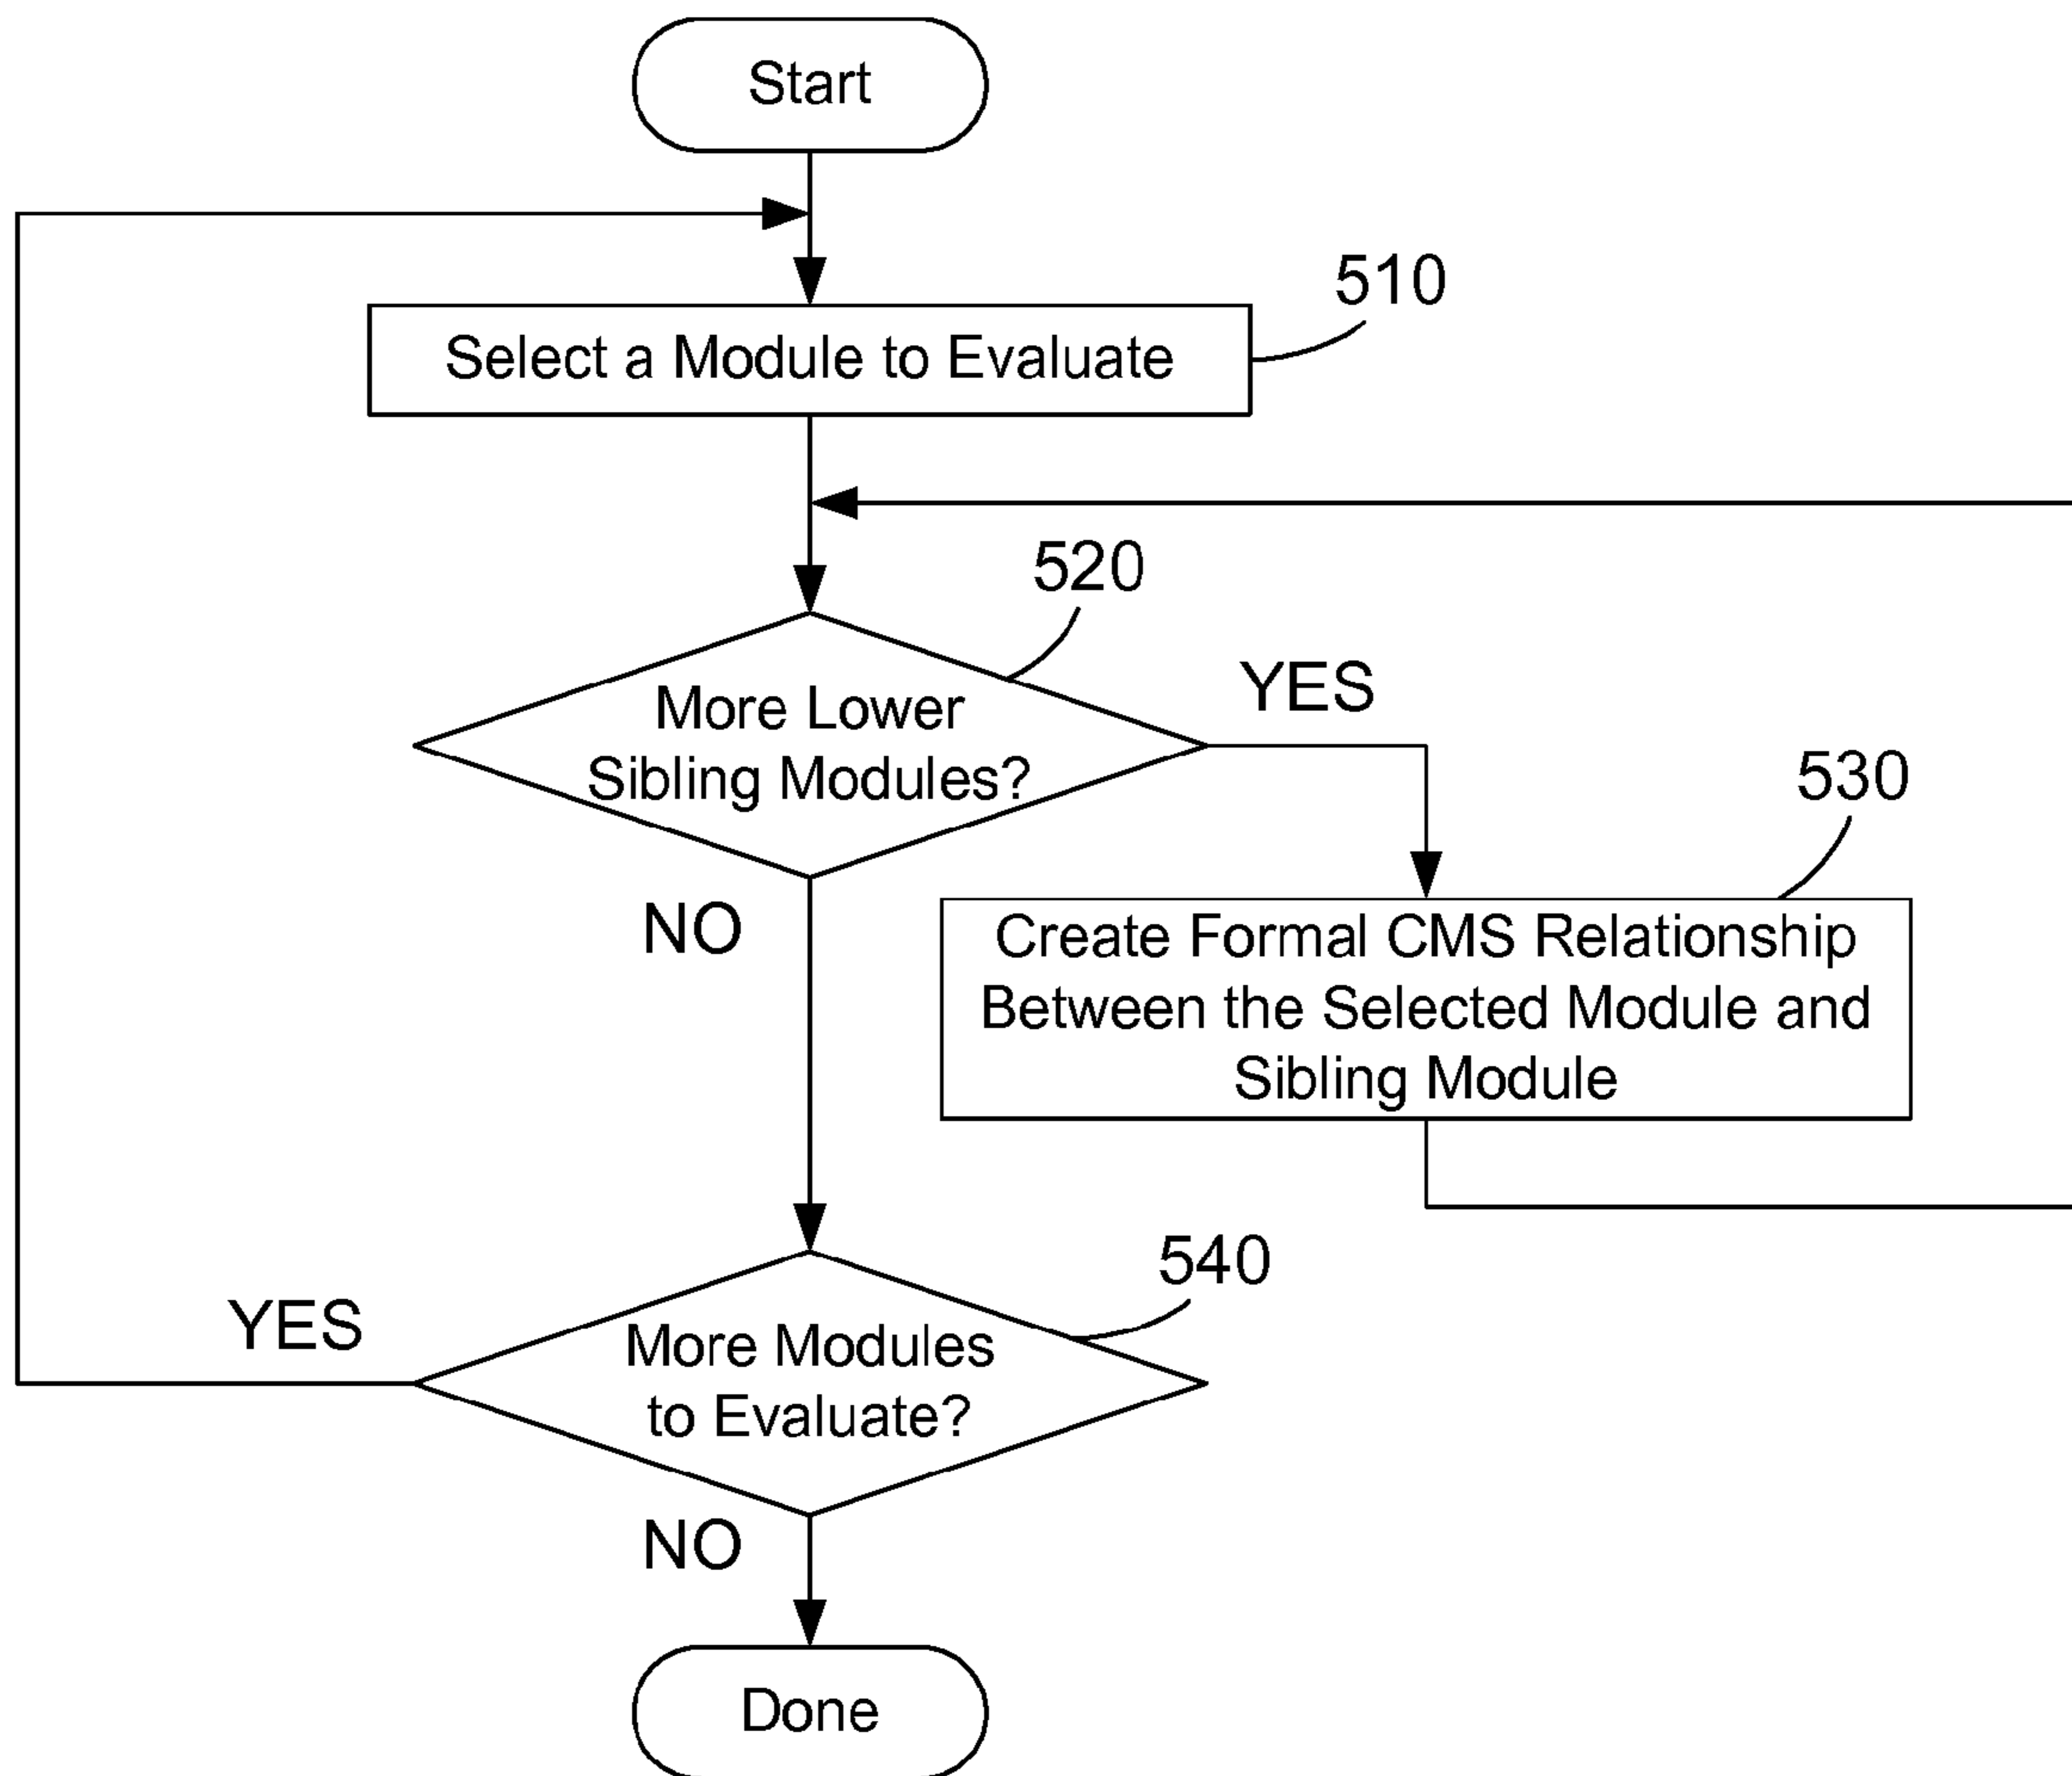 Start
510
Select a Module to Evaluate
520
More Lower
Sibling Modules?
YES
530
NO
Create Formal CMS Relationship
Between the Selected Module and
Sibling Module
540
YES
More Modules
to Evaluate?
NO
Done